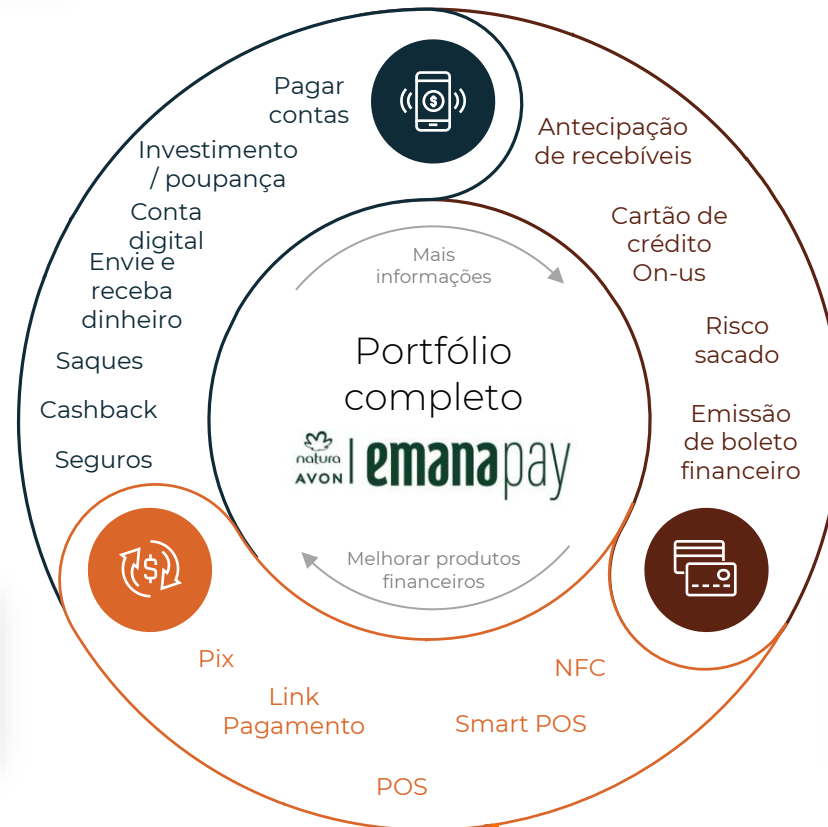 Pagar
contas
Investimento
/ poupança
Conta
digital
Envie e
receba
dinheiro
Saques
Cashback
Seguros
$
Antecipação
de recebíveis
Cartão de
crédito
On-us
Risco
sacado
Emissão
de boleto
financeiro
Mais
informações
Portfólio
completo
natura
AVON
emanapay
Melhorar produtos
financeiros
$
Pix
Link
Pagamento
POS
Smart POS
NFC